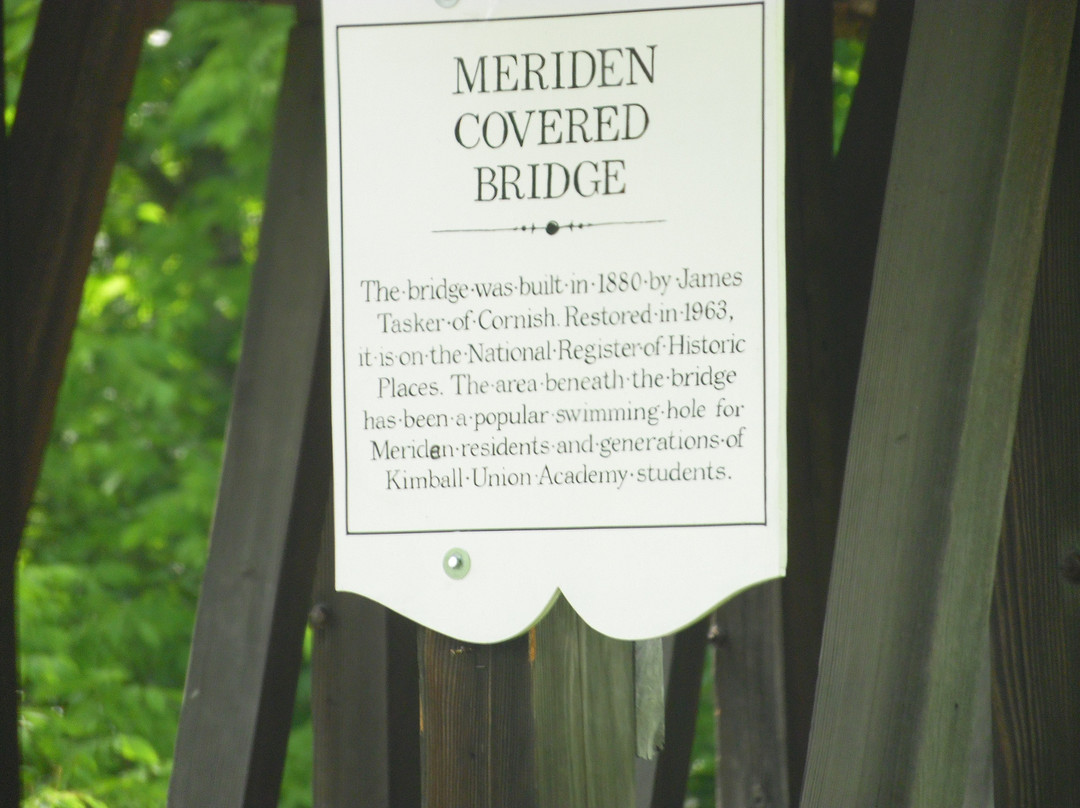 MERIDEN
COVERED
BRIDGE
The·bridge·was·built·in·1880·by·James
Tasker·of·Cornish. Restored·in·1963,
it·is·on·the·National·Register·of·Historic
Places. The·area·beneath·the·bridge
has·been·a·popular·swimming·hole for
Meriden·residents·and·generations·of
Kimball·Union·Academy·students.